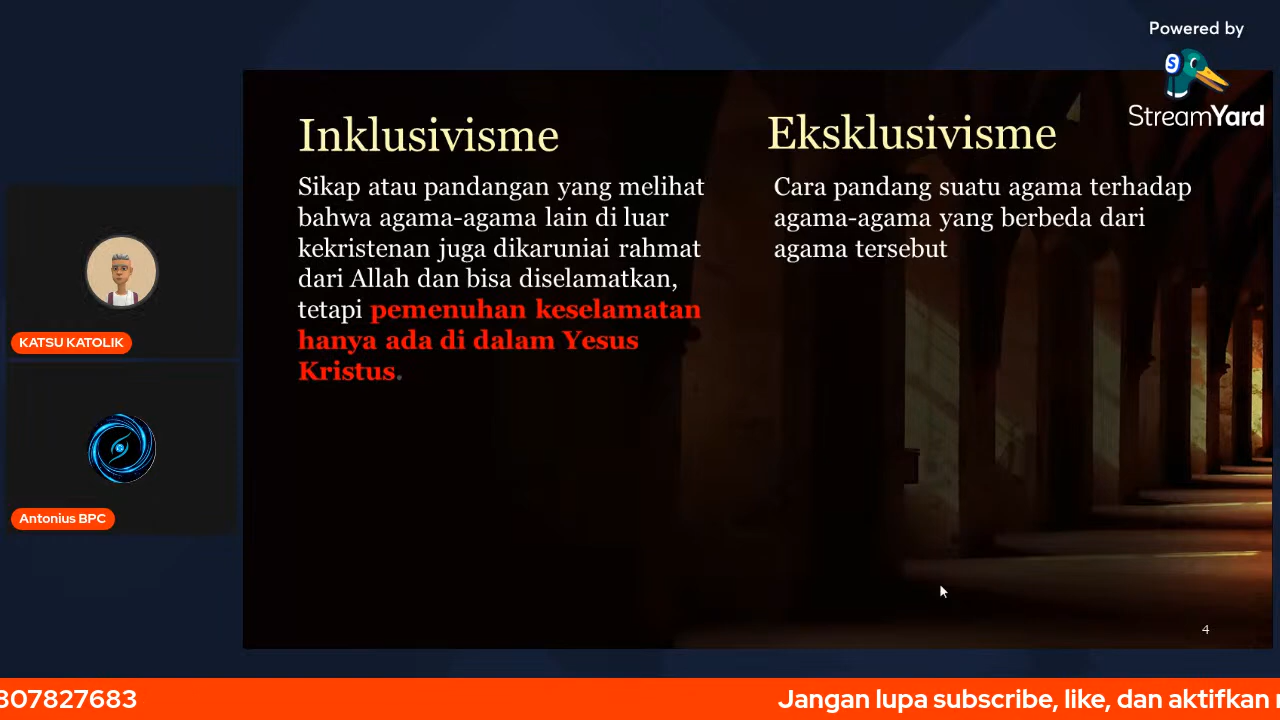 Powered by
StreamYard
Inklusivisme
Sikap atau pandangan yang melihat
bahwa agama-agama lain di luar
kekristenan juga dikaruniai rahmat
dari Allah dan bisa diselamatkan,
tetapi pemenuhan keselamatan
hanya ada di dalam Yesus
Kristus.
Eksklusivisme
Cara pandang suatu agama terhadap
agama-agama yang berbeda dari
agama tersebut
KATSU KATOLIK
Antonius BPC
4
307827683
Jangan lupa subscribe, like, dan aktifkan